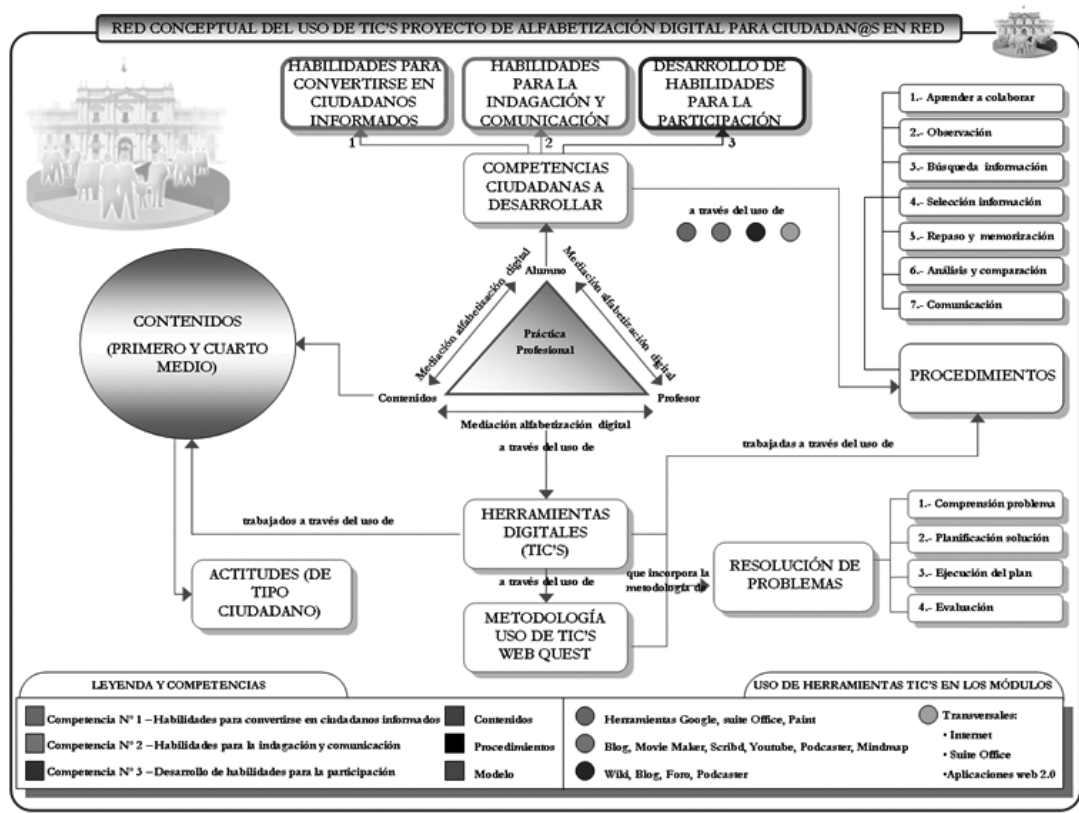 RED CONCEPTUAL DEL USO DE TIC'S PROYECTO DE ALFABETIZACIÓN DIGITAL PARA CIUDADAN@S EN RED
HABILIDADES PARA
CONVERTIRSE EN
CIUDADANOS
INFORMADOS
HABILIDADES
PARA LA
INDAGACIÓN Y
COMUNICACIÓN
DESARROLLO DE
HABILIDADES
PARA LA
PARTICIPACIÓN
1
2
3
COMPETENCIAS
CIUDADANAS A
DESARROLLAR
a través del uso de
1.- Aprender a colaborar
2.- Observación
3.- Búsqueda información
4.- Selección información
5.- Repaso y memorización
6.- Análisis y comparación
7.- Comunicación
PROCEDIMIENTOS
CONTENIDOS
(PRIMERO Y CUARTO
MEDIO)
Alumno
Mediación alfabetización digital
Mediación alfabetización digital
Práctica
Profesional
Contenidos
Profesor
Mediación alfabetización digital
a través del uso de
trabajadas a través del uso de
trabajados a través del uso de
HERRAMIENTAS
DIGITALES
(TIC'S)
a través del uso de
METODOLOGÍA
USO DE TIC'S
WEB QUEST
que incorpora la
metodología de
RESOLUCIÓN DE
PROBLEMAS
1.- Comprensión problema
2.- Planificación solución
3.- Ejecución del plan
4.- Evaluación
ACTITUDES (DE
TIPO
CIUDADANO)
LEYENDA Y COMPETENCIAS
Competencia N° 1 – Habilidades para convertirse en ciudadanos informados
Competencia N° 2 – Habilidades para la indagación y comunicación
Competencia N° 3 – Desarrollo de habilidades para la participación
Contenidos
Procedimientos
Modelo
USO DE HERRAMIENTAS TIC'S EN LOS MÓDULOS
Herramientas Google, suite Office, Paint
Blog, Movie Maker, Scribd, Youtube, Podcaster, Mindmap
Wiki, Blog, Foro, Podcaster
Transversales:
• Internet
• Suite Office
•Aplicaciones web 2.0